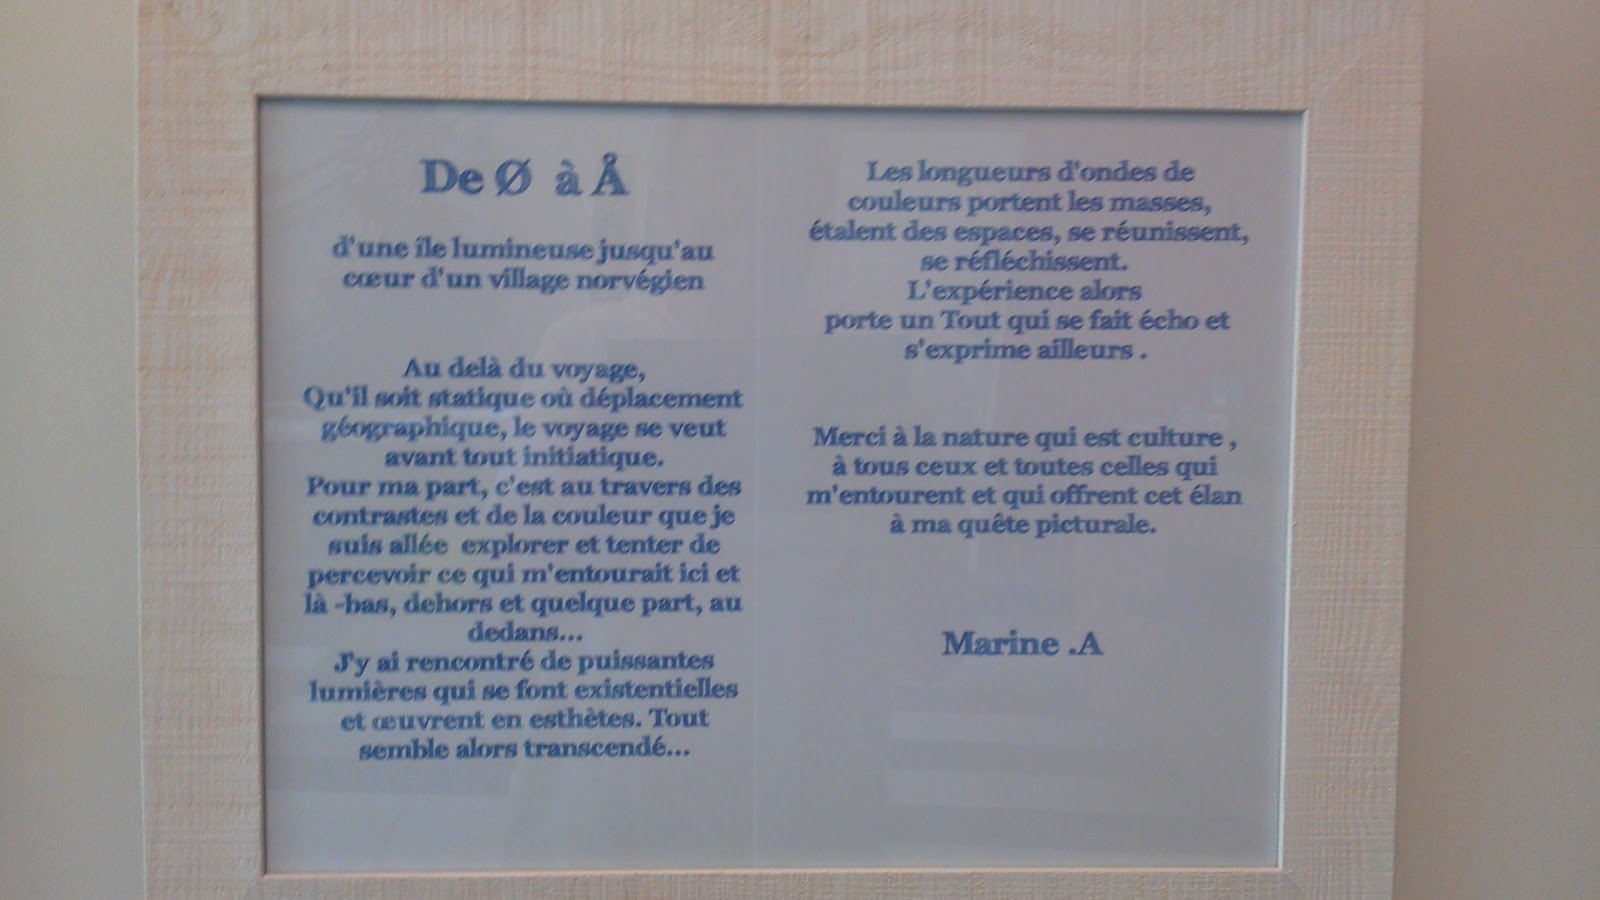 De Ø à Å
d'une île lumineuse jusqu'au
cœur d'un village norvégien
Au delà du voyage,
Qu'il soit statique où déplacement
géographique, le voyage se veut
avant tout initiatique.
Pour ma part, c'est au travers des
contrastes et de la couleur que je
suis allée explorer et tenter de
percevoir ce qui m'entourait ici et
là -bas, dehors et quelque part, au
dedans...
J'y ai rencontré de puissantes
lumières qui se font existentielles
et œuvrent en esthètes. Tout
semble alors transcendé...
Les longueurs d'ondes de
couleurs portent les masses,
étalent des espaces, se réunissent,
se réfléchissent.
L'expérience alors
porte un Tout qui se fait écho et
s'exprime ailleurs .
Merci à la nature qui est culture ,
à tous ceux et toutes celles qui
m'entourent et qui offrent cet élan
à ma quête picturale.
Marine .A